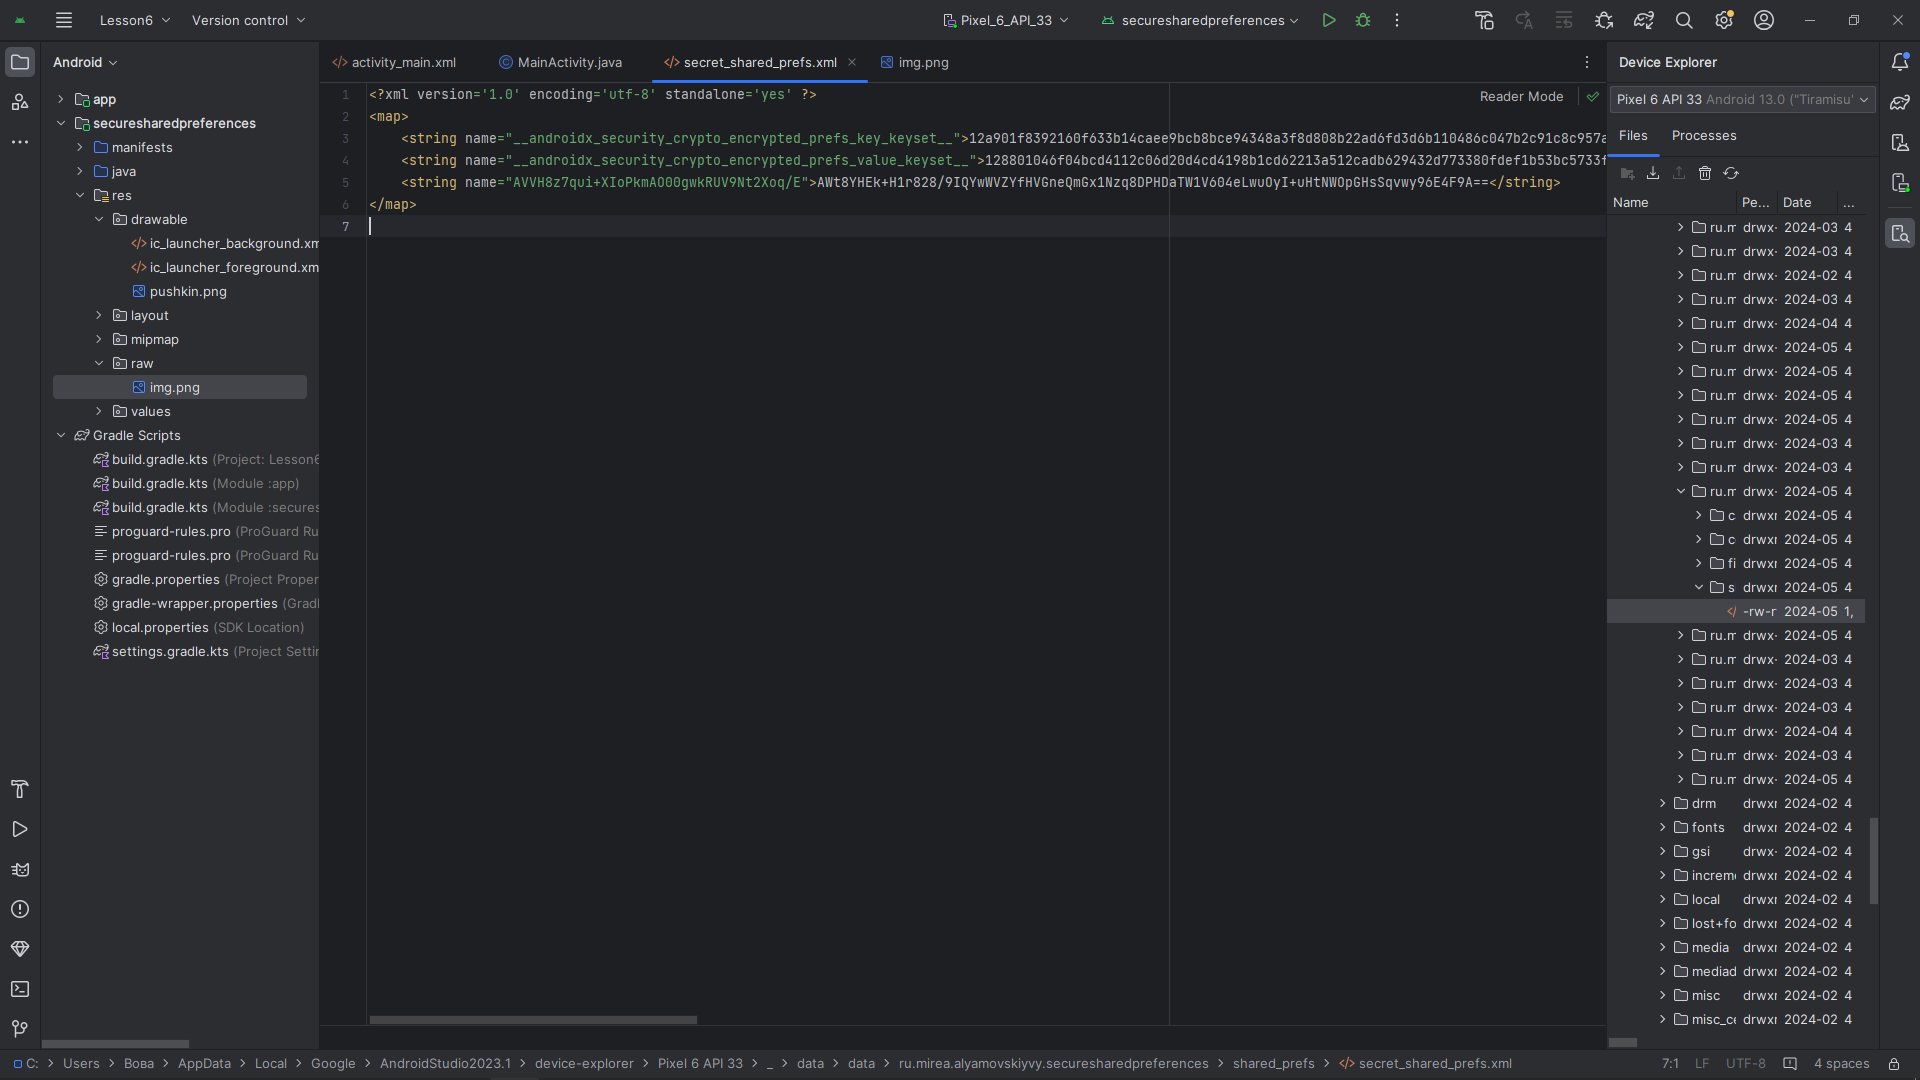 Lesson6 Version control Pixel_6_API_33 securesharedpreferences
Android
app
securesharedpreferences
manifests
java
res
drawable
ic_launcher_background.xm
ic_launcher_foreground.xm
pushkin.png
layout
mipmap
raw
img.png
values
Gradle Scripts
build.gradle.kts (Project: Lesson6
build.gradle.kts (Module :app)
build.gradle.kts (Module :secures
proguard-rules.pro (ProGuard Ru
proguard-rules.pro (ProGuard Ru
gradle.properties (Project Proper
gradle-wrapper.properties (Gradl
local.properties (SDK Location)
settings.gradle.kts (Project Settir
activity_main.xml MainActivity.java secret_shared_prefs.xml img.png
Reader Mode
1 <?xml version='1.0' encoding='utf-8' standalone='yes' ?>
2 <map>
3 <string name="__androidx_security_crypto_encrypted_prefs_key_keyset__">12a901f8392160f633b14caee9bcb8bce94348a3f8d808b22ad6fd3d6b110486c047b2c91c8c957a
4 <string name="__androidx_security_crypto_encrypted_prefs_value_keyset__">128801046f04bcd4112c06d20d4cd4198b1cd62213a512cadb629432d773380fdef1b53bc5733f
5 <string name="AVVH8z7qui+XIoPkmAO00gwkRUV9Nt2Xoq/E">AWt8YHEk+H1r828/9IQYwWVZYfHVGneQmGx1Nzq8DPHDaTW1V604eLwuOyI+uHtNWOpGHsSqvwy96E4F9A==</string>
6 </map>
7
Device Explorer
Pixel 6 API 33 Android 13.0 ("Tiramisu"
Files Processes
Name Pe... Date ...
ru.m drwx- 2024-03 4
ru.m drwx- 2024-03 4
ru.m drwx- 2024-02 4
ru.m drwx- 2024-03 4
ru.m drwx- 2024-04 4
ru.m drwx- 2024-05 4
ru.m drwx- 2024-05 4
ru.m drwx- 2024-05 4
ru.m drwx- 2024-05 4
ru.m drwx- 2024-03 4
ru.m drwx- 2024-03 4
ru.m drwx- 2024-05 4
c drwxr 2024-05 4
c drwxr 2024-05 4
fi drwxr 2024-05 4
s drwxr 2024-05 4
-rw-r 2024-05 1,
ru.m drwx- 2024-05 4
ru.m drwx- 2024-03 4
ru.m drwx- 2024-03 4
ru.m drwx- 2024-03 4
ru.m drwx- 2024-04 4
ru.m drwx- 2024-03 4
ru.m drwx- 2024-05 4
drm drwxr 2024-02 4
fonts drwxr 2024-02 4
gsi drwx- 2024-02 4
increme drwxr 2024-02 4
local drwxr 2024-02 4
lost+fo drwxr 2024-02 4
media drwxr 2024-02 4
mediad drwxr 2024-02 4
misc drwxr 2024-02 4
misc_ce drwxr 2024-02 4
C: Users Вова AppData Local Google AndroidStudio2023.1 device-explorer Pixel 6 API 33 _ data data ru.mirea.alyamovskiyvy.securesharedpreferences shared_prefs secret_shared_prefs.xml 7:1 LF UTF-8 4 spaces